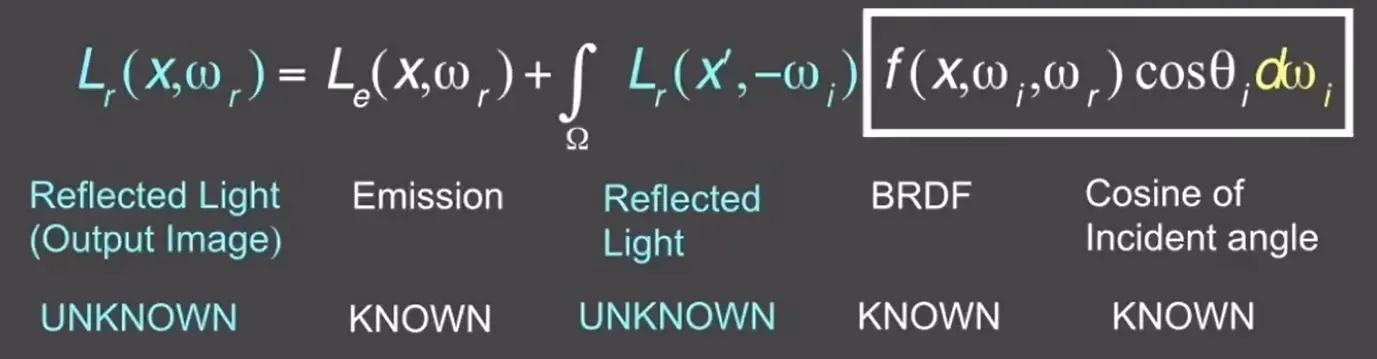 Lᵣ(x,ωᵣ) = Lₑ(x,ωᵣ) + ∫Ω Lᵣ(x′,−ωᵢ) f(x,ωᵢ,ωᵣ) cosθᵢ dωᵢ
Reflected Light (Output Image) Emission Reflected Light BRDF Cosine of Incident angle
UNKNOWN KNOWN UNKNOWN KNOWN KNOWN